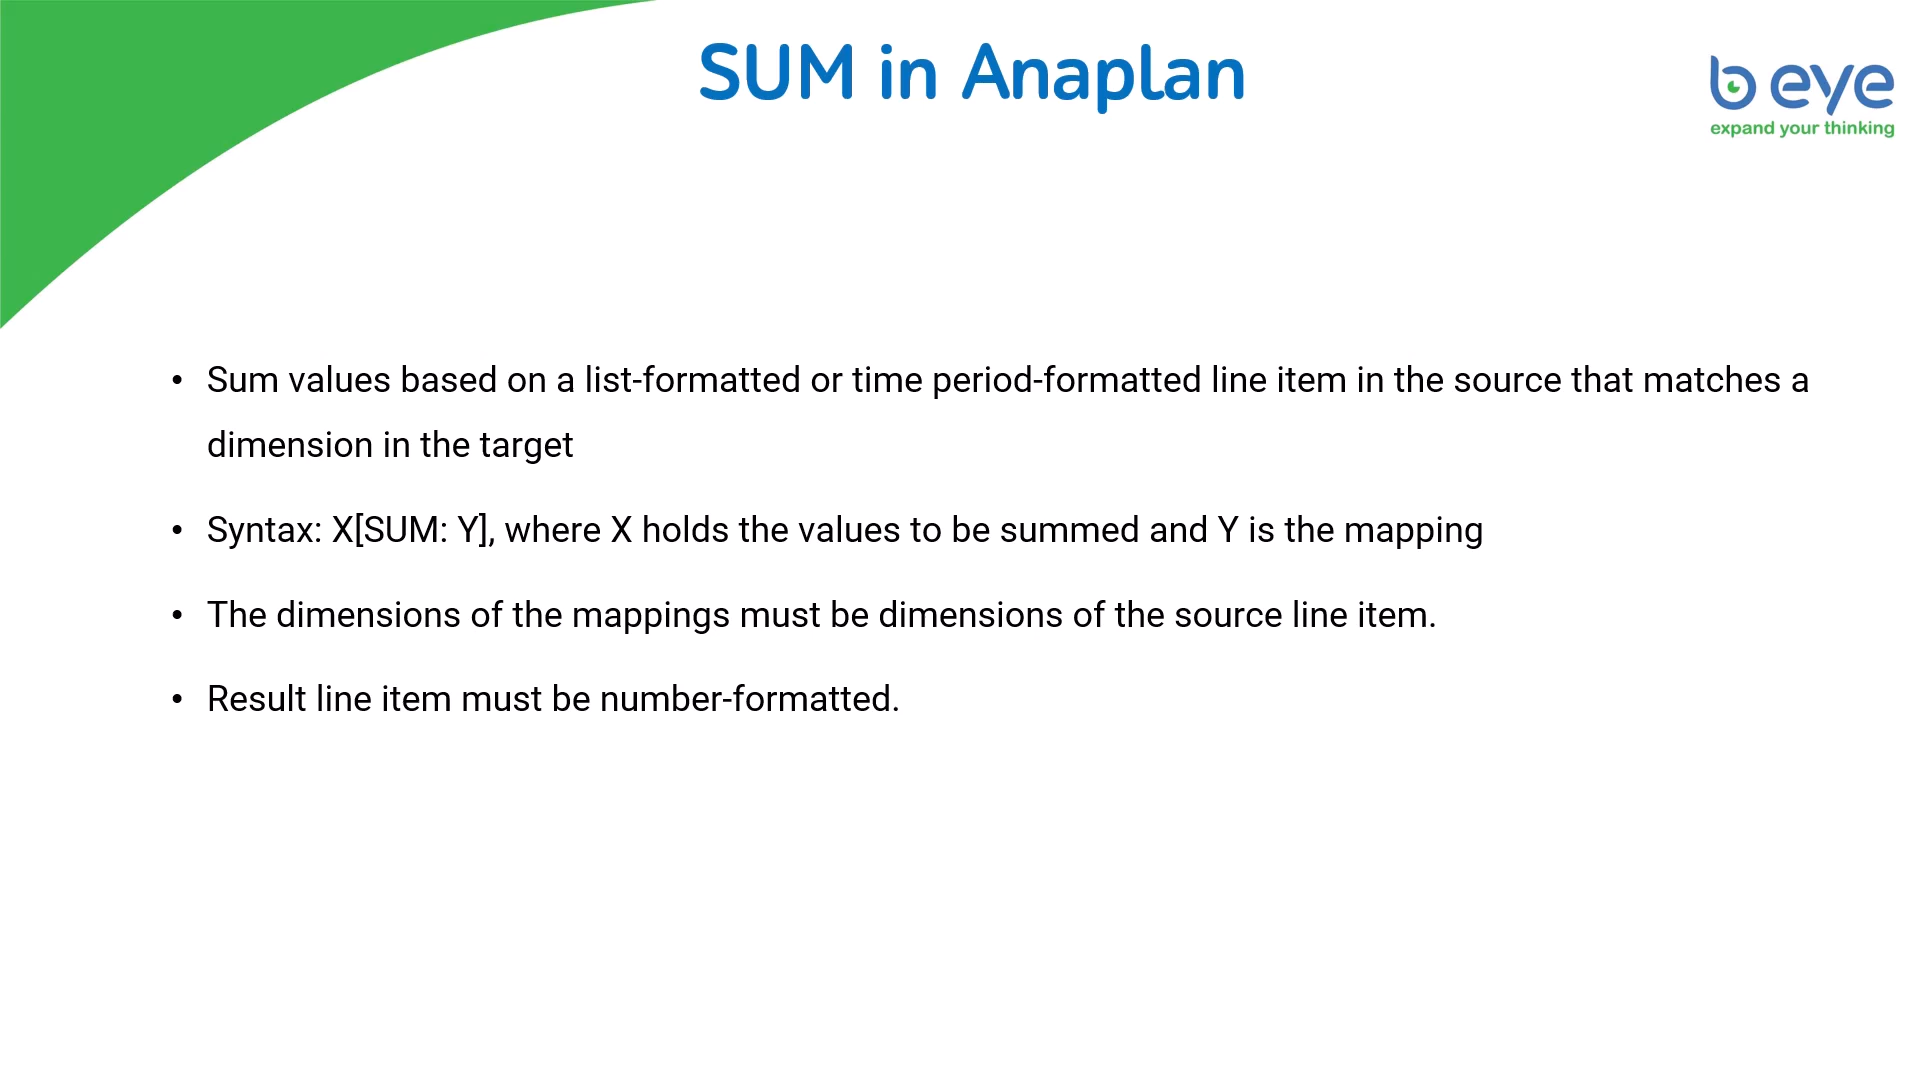 SUM in Anaplan
b eye
expand your thinking
• Sum values based on a list-formatted or time period-formatted line item in the source that matches a
dimension in the target
• Syntax: X[SUM: Y], where X holds the values to be summed and Y is the mapping
• The dimensions of the mappings must be dimensions of the source line item.
• Result line item must be number-formatted.